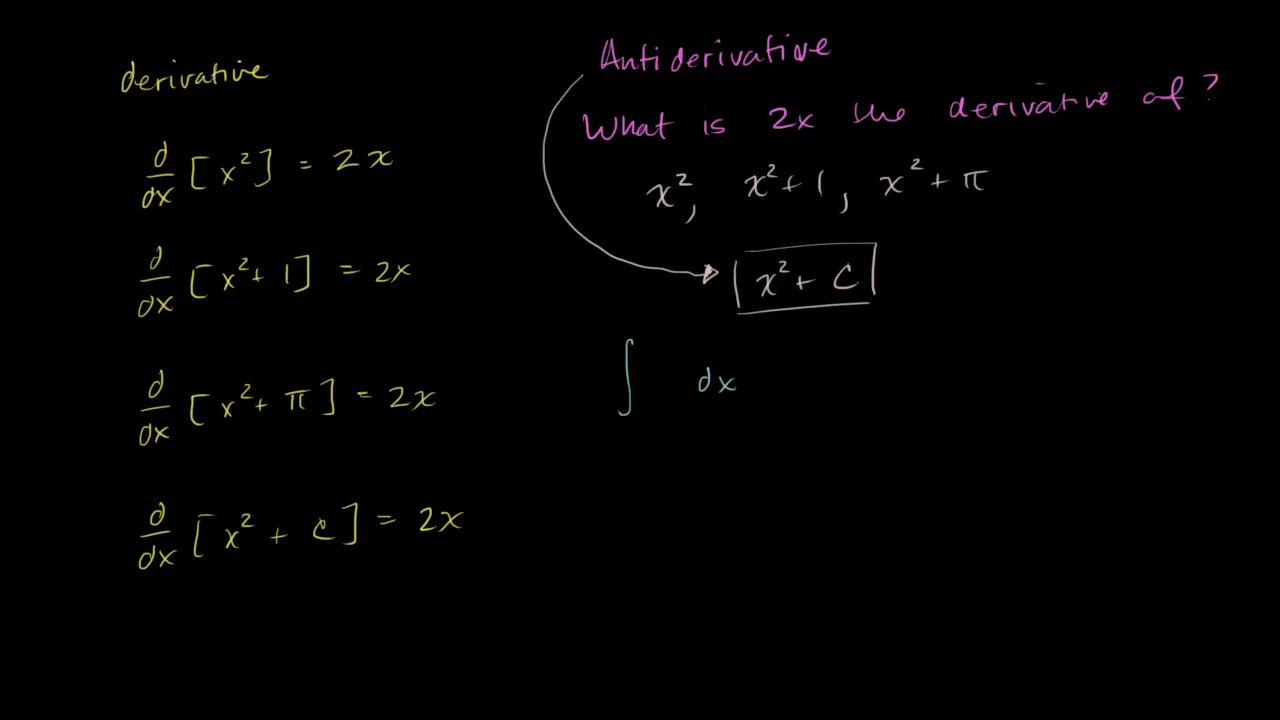 derivative
d/dx [x² ] = 2x
d/dx [x² + 1] = 2x
d/dx [x² + π] = 2x
d/dx [x² + c] = 2x
Antiderivative
What is 2x the derivative of?
x², x² + 1, x² + π
x² + C
∫ dx